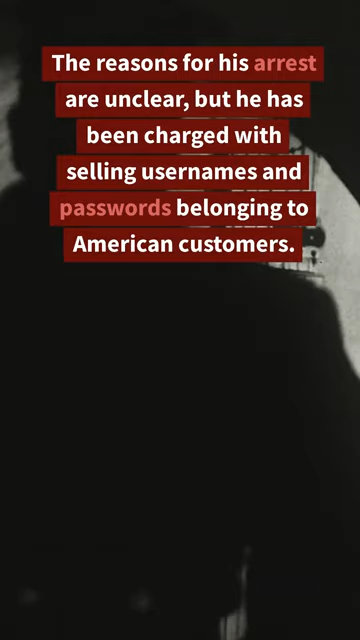 The reasons for his arrest
are unclear, but he has
been charged with
selling usernames and
passwords belonging to
American customers.